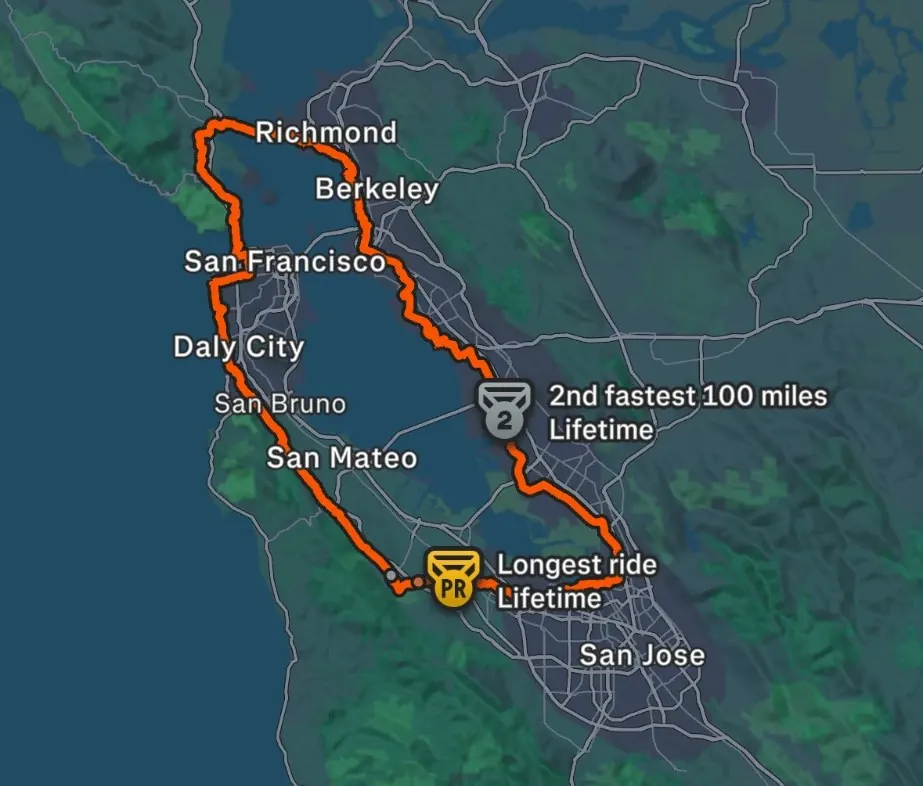 Richmond
Berkeley
San Francisco
Daly City
San Bruno
2nd fastest 100 miles
Lifetime
2
San Mateo
Longest ride
Lifetime
PR
San Jose